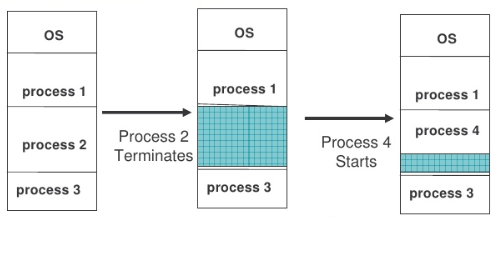 OS
process 1
process 2
process 3
Process 2
Terminates
OS
process 1
process 3
Process 4
Starts
OS
process 1
process 4
process 3